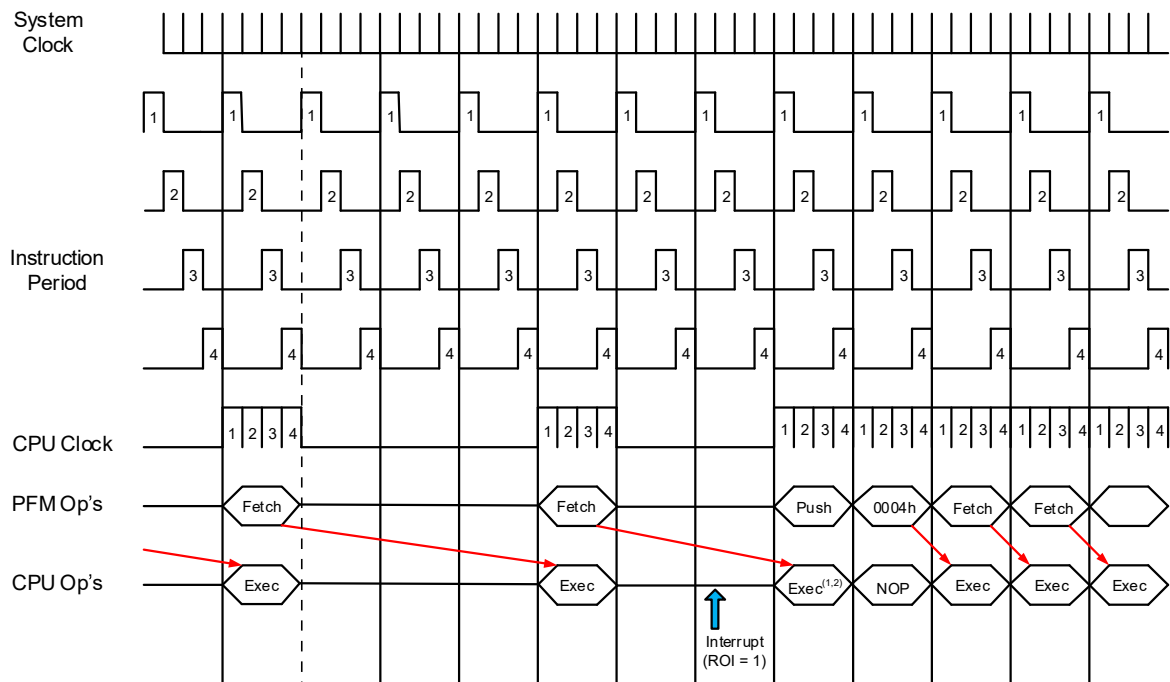 System
Clock
1 1 1 1 1 1 1 1 1 1 1 1 1
2 2 2 2 2 2 2 2 2 2 2 2 2
Instruction
Period
3 3 3 3 3 3 3 3 3 3 3 3 3
4 4 4 4 4 4 4 4 4 4 4 4 4
CPU Clock
1 2 3 4 1 2 3 4 1 2 3 4 1 2 3 4 1 2 3 4 1 2 3 4 1 2 3 4
PFM Op's
Fetch Fetch Push 0004h Fetch Fetch
CPU Op's
Exec Exec Exec(1,2) NOP Exec Exec Exec
Interrupt
(ROI = 1)